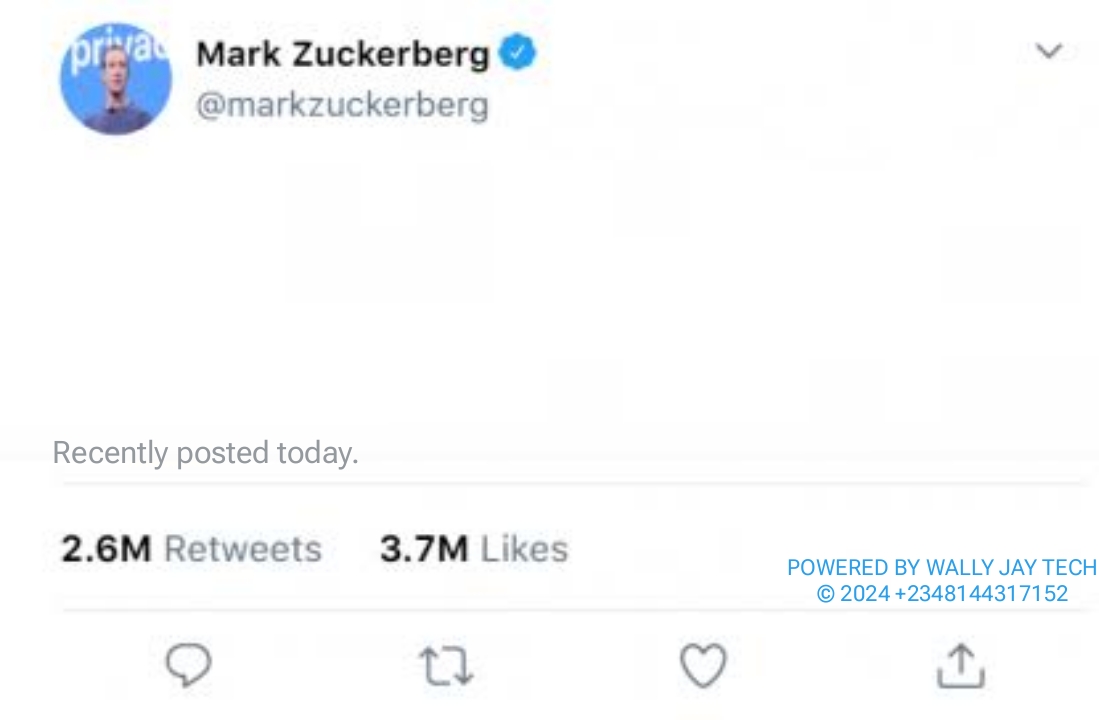 privac
Mark Zuckerberg
@markzuckerberg
Recently posted today.
2.6M Retweets 3.7M Likes
POWERED BY WALLY JAY TECH
© 2024 +2348144317152